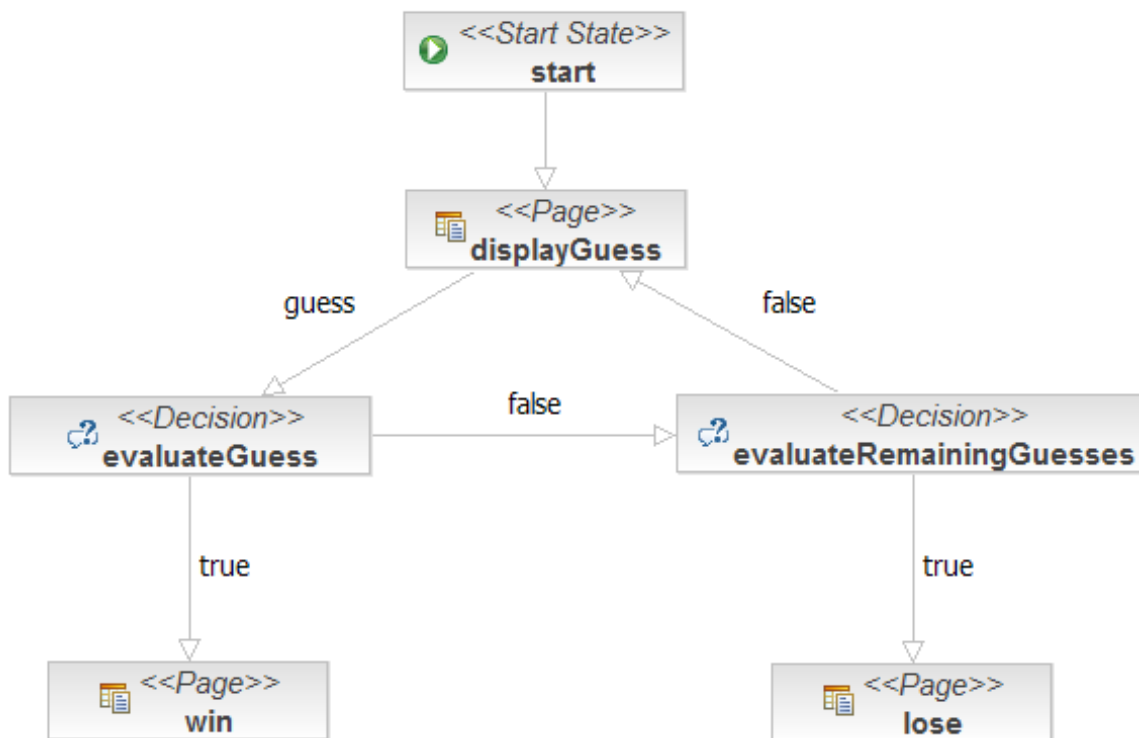 <<Start State>>
start
<<Page>>
displayGuess
guess
false
<<Decision>>
evaluateGuess
false
<<Decision>>
evaluateRemainingGuesses
true
true
<<Page>>
win
<<Page>>
lose